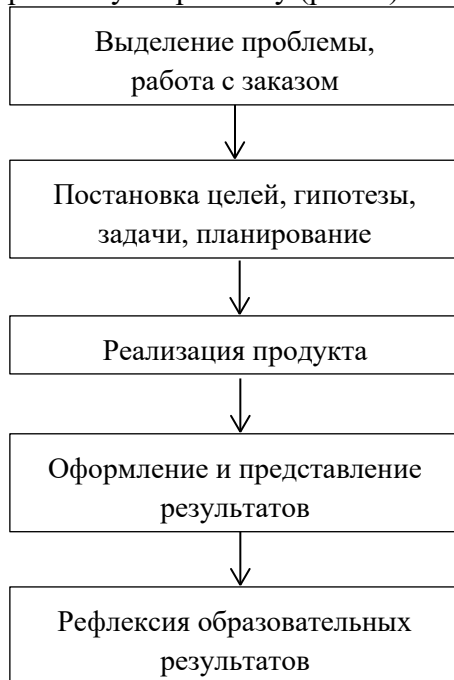 Выделение проблемы,
работа с заказом
Постановка целей, гипотезы,
задачи, планирование
Реализация продукта
Оформление и представление
результатов
Рефлексия образовательных
результатов